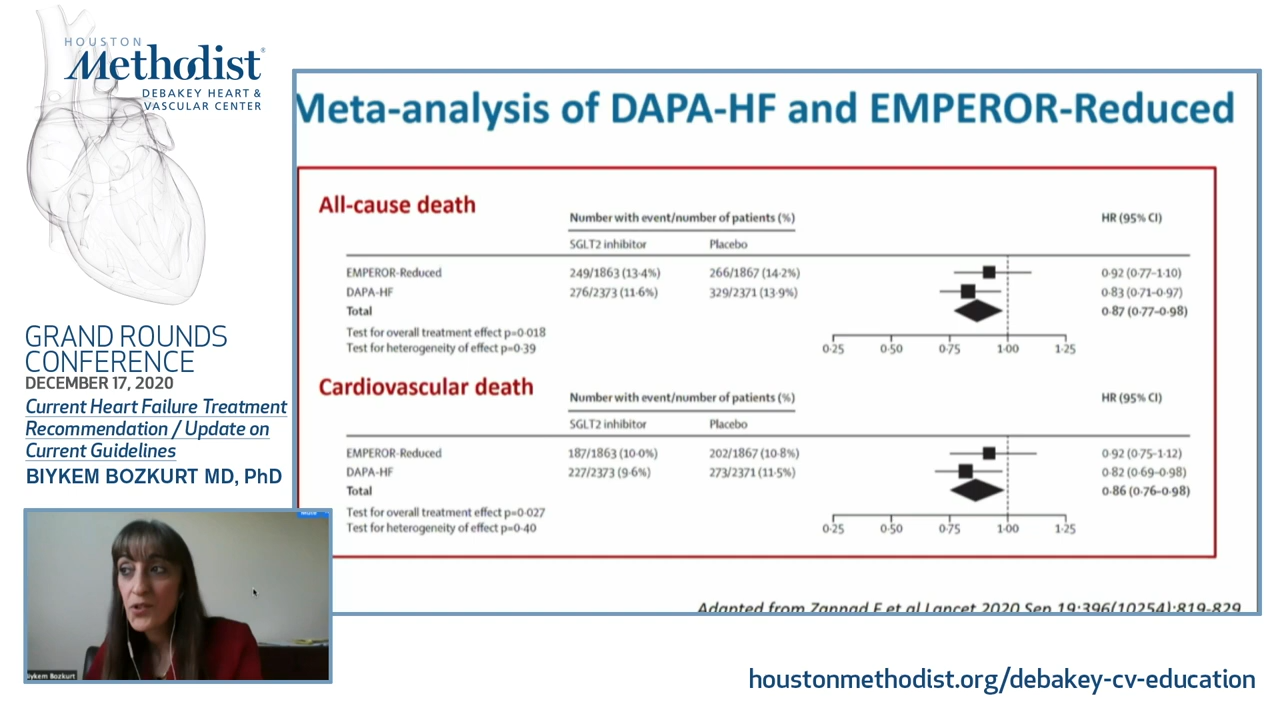 HOUSTON
Methodist®
DEBAKEY HEART &
VASCULAR CENTER
GRAND ROUNDS
CONFERENCE
DECEMBER 17, 2020
Current Heart Failure Treatment
Recommendation / Update on
Current Guidelines
BIYKEM BOZKURT MD, PhD
Mute
Biykem Bozkurt
Meta-analysis of DAPA-HF and EMPEROR-Reduced
All-cause death
Number with event/number of patients (%) HR (95% CI)
SGLT2 inhibitor Placebo
EMPEROR-Reduced 249/1863 (13·4%) 266/1867 (14·2%) 0·92 (0·77–1·10)
DAPA-HF 276/2373 (11·6%) 329/2371 (13·9%) 0·83 (0·71–0·97)
Total 0·87 (0·77–0·98)
Test for overall treatment effect p=0·018
Test for heterogeneity of effect p=0·39
0·25 0·50 0·75 1·00 1·25
Cardiovascular death
Number with event/number of patients (%) HR (95% CI)
SGLT2 inhibitor Placebo
EMPEROR-Reduced 187/1863 (10·0%) 202/1867 (10·8%) 0·92 (0·75–1·12)
DAPA-HF 227/2373 (9·6%) 273/2371 (11·5%) 0·82 (0·69–0·98)
Total 0·86 (0·76–0·98)
Test for overall treatment effect p=0·027
Test for heterogeneity of effect p=0·40
0·25 0·50 0·75 1·00 1·25
Adapted from Zannad F et al Lancet 2020 Sep 19;396(10254):819-829
houstonmethodist.org/debakey-cv-education